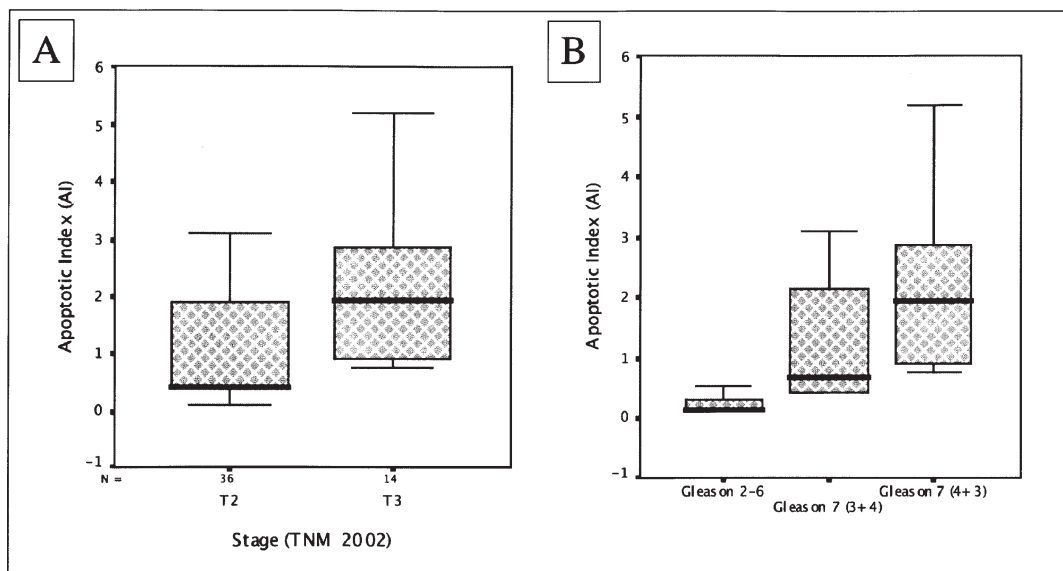 A
6
5
4
3
2
1
0
-1
Apoptotic Index (AI)
N = 36 14
T2 T3
Stage (TNM 2002)
B
6
5
4
3
2
1
0
-1
Apoptotic Index (AI)
Gleason 2-6 Gleason 7 (4+3)
Gleason 7 (3+4)